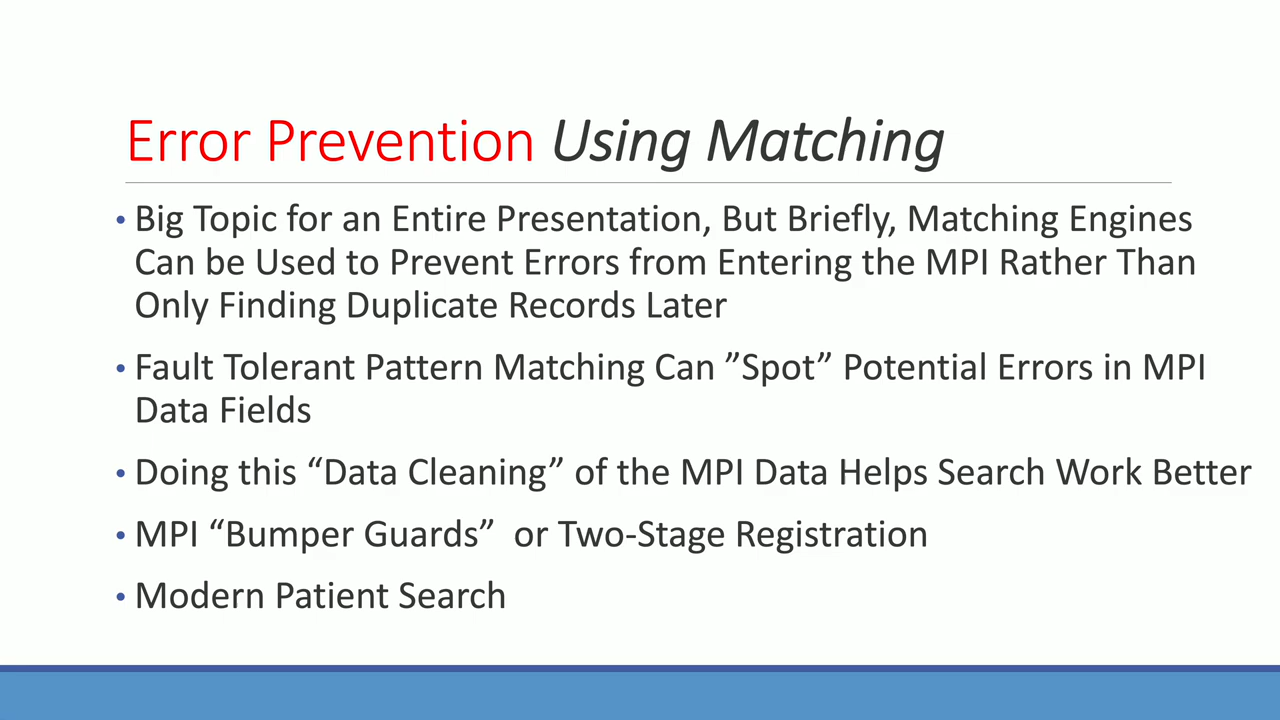 Error Prevention Using Matching
• Big Topic for an Entire Presentation, But Briefly, Matching Engines
Can be Used to Prevent Errors from Entering the MPI Rather Than
Only Finding Duplicate Records Later
• Fault Tolerant Pattern Matching Can ”Spot” Potential Errors in MPI
Data Fields
• Doing this “Data Cleaning” of the MPI Data Helps Search Work Better
• MPI “Bumper Guards”  or Two-Stage Registration
• Modern Patient Search